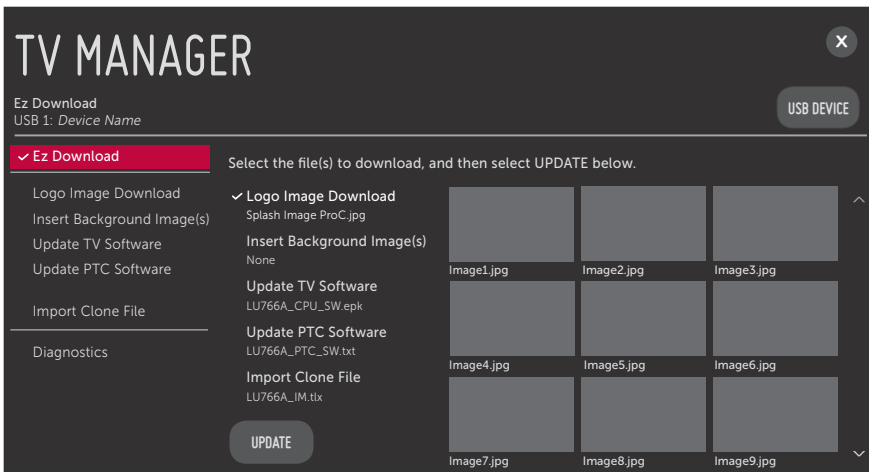 TV MANAGER
X
Ez Download
USB 1: Device Name
USB DEVICE
Ez Download
Logo Image Download
Insert Background Image(s)
Update TV Software
Update PTC Software
Import Clone File
Diagnostics
Select the file(s) to download, and then select UPDATE below.
Logo Image Download
Splash Image ProC.jpg
Insert Background Image(s)
None
Update TV Software
LU766A_CPU_SW.epk
Update PTC Software
LU766A_PTC_SW.txt
Import Clone File
LU766A_IM.tlx
UPDATE
Image1.jpg Image2.jpg Image3.jpg
Image4.jpg Image5.jpg Image6.jpg
Image7.jpg Image8.jpg Image9.jpg